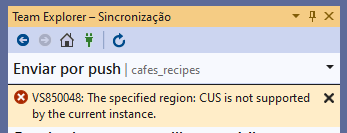 Team Explorer – Sincronização
Enviar por push | cafes_recipes
VS850048: The specified region: CUS is not supported
by the current instance.